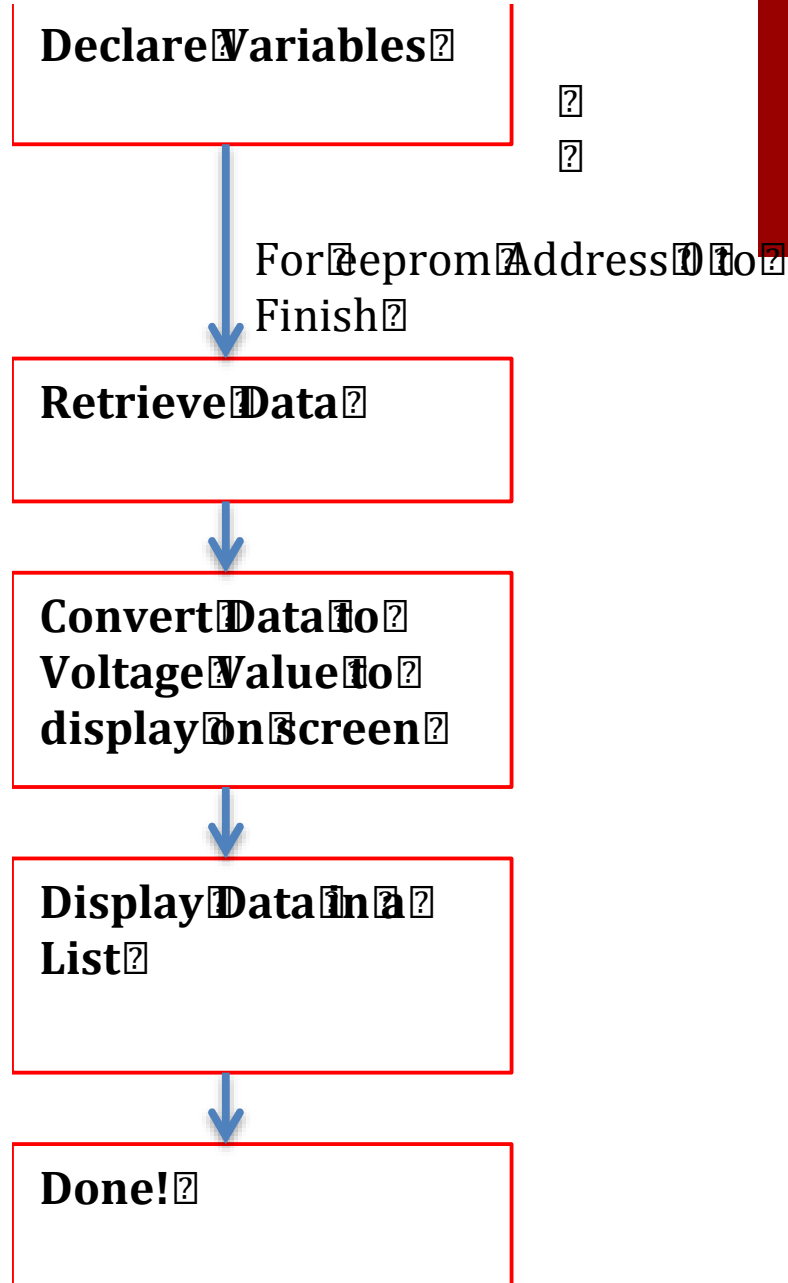 Declare Variables
For eeprom Address 0 to
Finish
Retrieve Data
Convert Data to
Voltage Value to
display on screen
Display Data in a
List
Done!